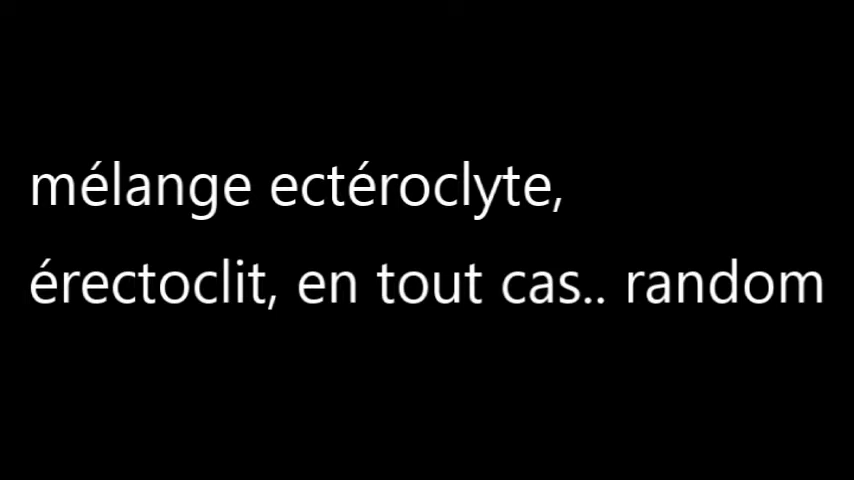 mélange ectéroclyte,
érectoclit, en tout cas.. random